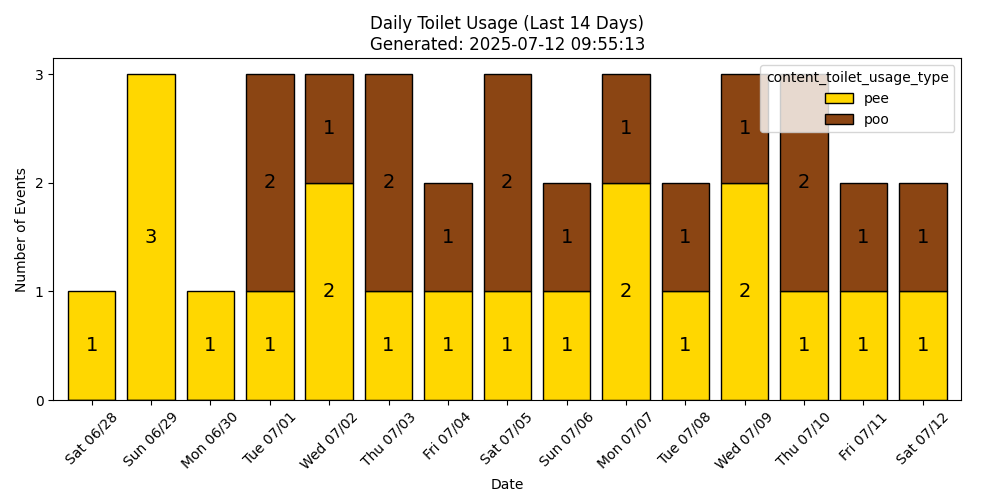 Daily Toilet Usage (Last 14 Days)
Generated: 2025-07-12 09:55:13
content_toilet_usage_type
pee
poo
Number of Events
3
2
1
0
1
3
1
1
2
2
1
1
2
1
1
1
2
1
1
2
1
1
1
2
1
1
2
1
1
1
1
Sat 06/28
Sun 06/29
Mon 06/30
Tue 07/01
Wed 07/02
Thu 07/03
Fri 07/04
Sat 07/05
Sun 07/06
Mon 07/07
Tue 07/08
Wed 07/09
Thu 07/10
Fri 07/11
Sat 07/12
Date